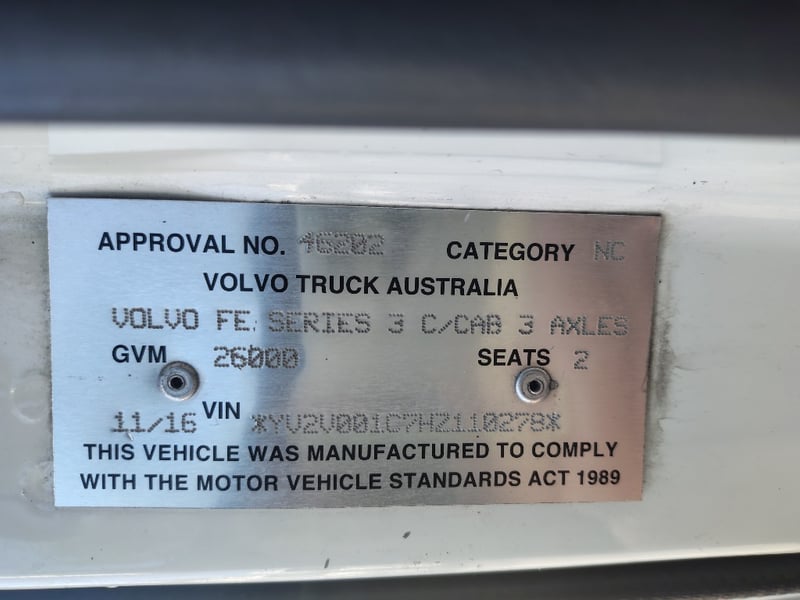 APPROVAL NO. 46202 CATEGORY NC
VOLVO TRUCK AUSTRALIA
VOLVO FE SERIES 3 C/CAB 3 AXLES
GVM 26000 SEATS 2
11/16 VIN *YV2V001C7HZ110278*
THIS VEHICLE WAS MANUFACTURED TO COMPLY
WITH THE MOTOR VEHICLE STANDARDS ACT 1989